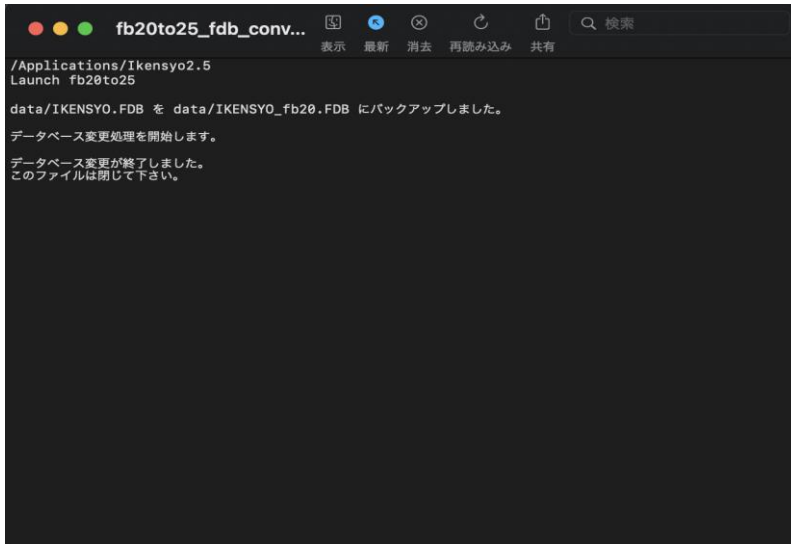 fb20to25_fdb_conv...
表示
最新
消去
再読み込み
共有
検索
/Applications/Ikensyo2.5
Launch fb20to25
data/IKENSYO.FDB を data/IKENSYO_fb20.FDB にバックアップしました。
データベース変更処理を開始します。
データベース変更が終了しました。
このファイルは閉じて下さい。